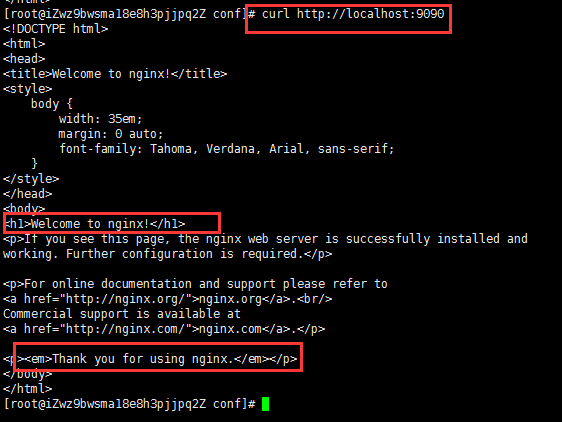 </html>
[root@iZwz9bwsma18e8h3pjjpq2Z conf]# curl http://localhost:9090
<!DOCTYPE html>
<html>
<head>
<title>Welcome to nginx!</title>
<style>
    body {
        width: 35em;
        margin: 0 auto;
        font-family: Tahoma, Verdana, Arial, sans-serif;
    }
</style>
</head>
<body>
<h1>Welcome to nginx!</h1>
<p>If you see this page, the nginx web server is successfully installed and
working. Further configuration is required.</p>

<p>For online documentation and support please refer to
<a href="http://nginx.org/">nginx.org</a>.<br/>
Commercial support is available at
<a href="http://nginx.com/">nginx.com</a>.</p>

<p><em>Thank you for using nginx.</em></p>
</body>
</html>
[root@iZwz9bwsma18e8h3pjjpq2Z conf]#